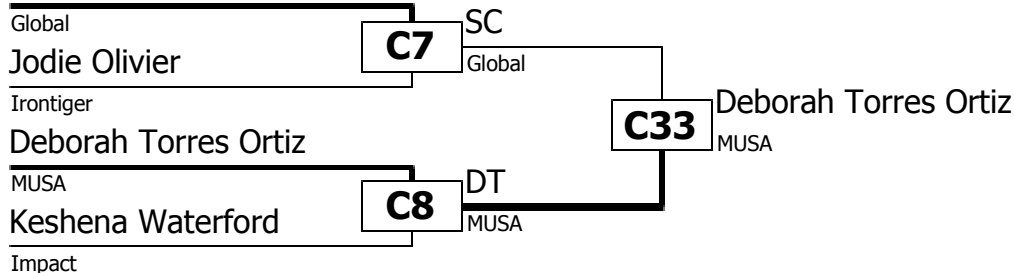 Global
Jodie Olivier
Irontiger
Deborah Torres Ortiz
MUSA
Keshena Waterford
Impact
C7
SC
Global
C8
DT
MUSA
C33
Deborah Torres Ortiz
MUSA